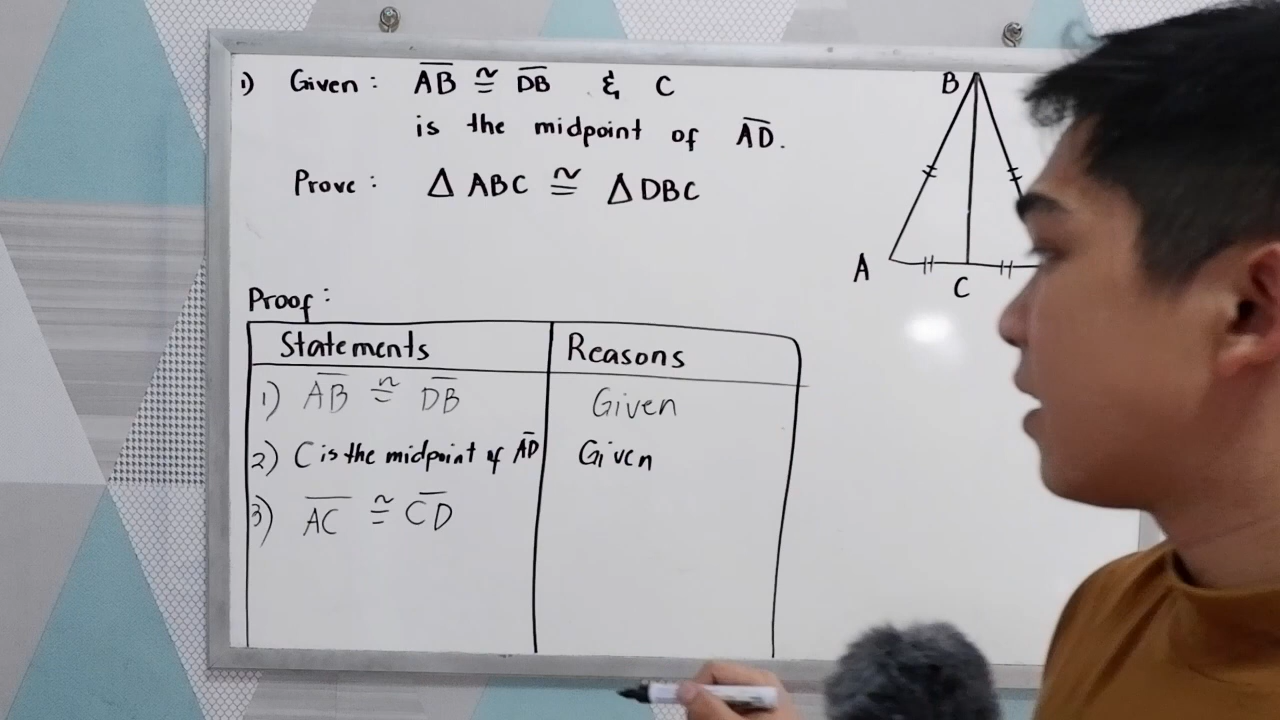 1) Given : AB ≅ DB & C
is the midpoint of AD.
Prove : Δ ABC ≅ Δ DBC
B
A
C
Proof :
Statements Reasons
1) AB ≅ DB Given
2) C is the midpoint of AD Given
3) AC ≅ CD